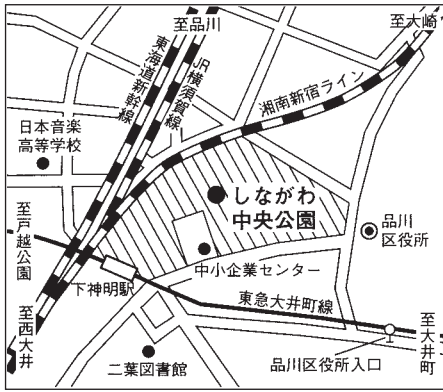 至品川
至大崎
東海道新幹線
JR横須賀線
湘南新宿ライン
日本音楽
高等学校
しながわ
中央公園
品川
区役所
至戸越公園
中小企業センター
下神明駅
東急大井町線
至西大井
至大井町
二葉図書館
品川区役所入口